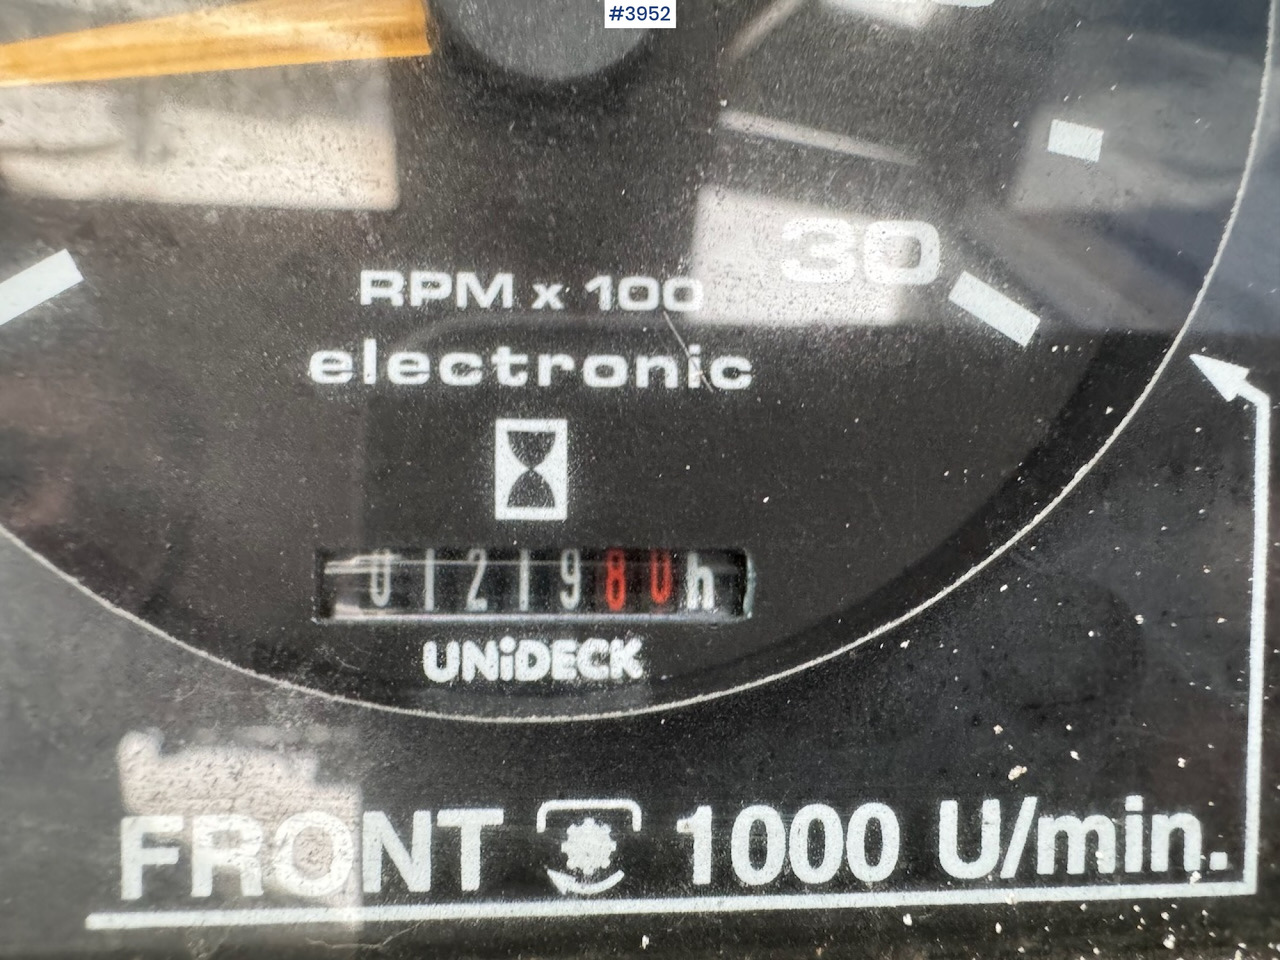 #3952
30
RPM x 100
electronic
0121980h
UNiDECK
FRONT 1000 U/min.